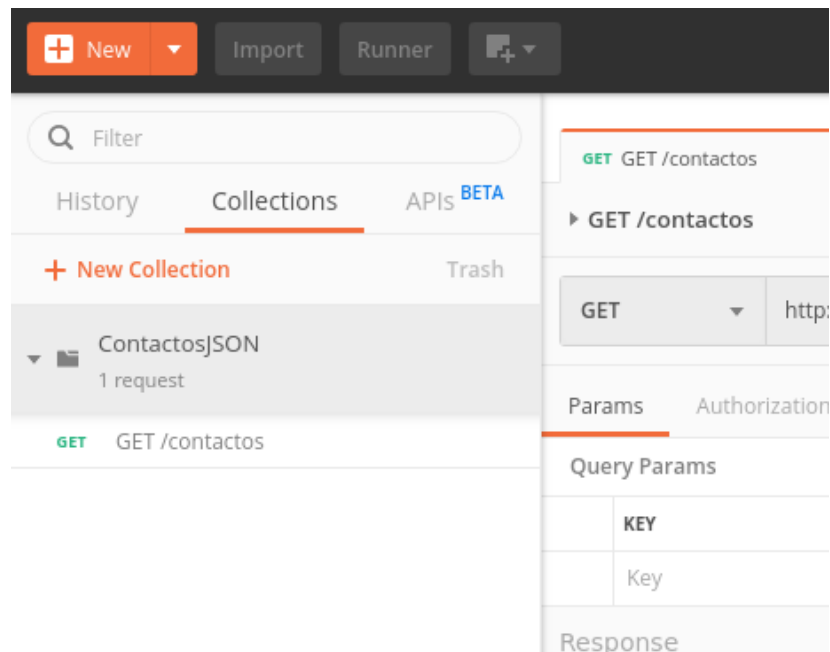 New Import Runner
Filter
History Collections APIs BETA
New Collection Trash
ContactosJSON
1 request
GET GET /contactos
GET GET /contactos
GET /contactos
GET http:
Params Authorization
Query Params
KEY
Key
Response